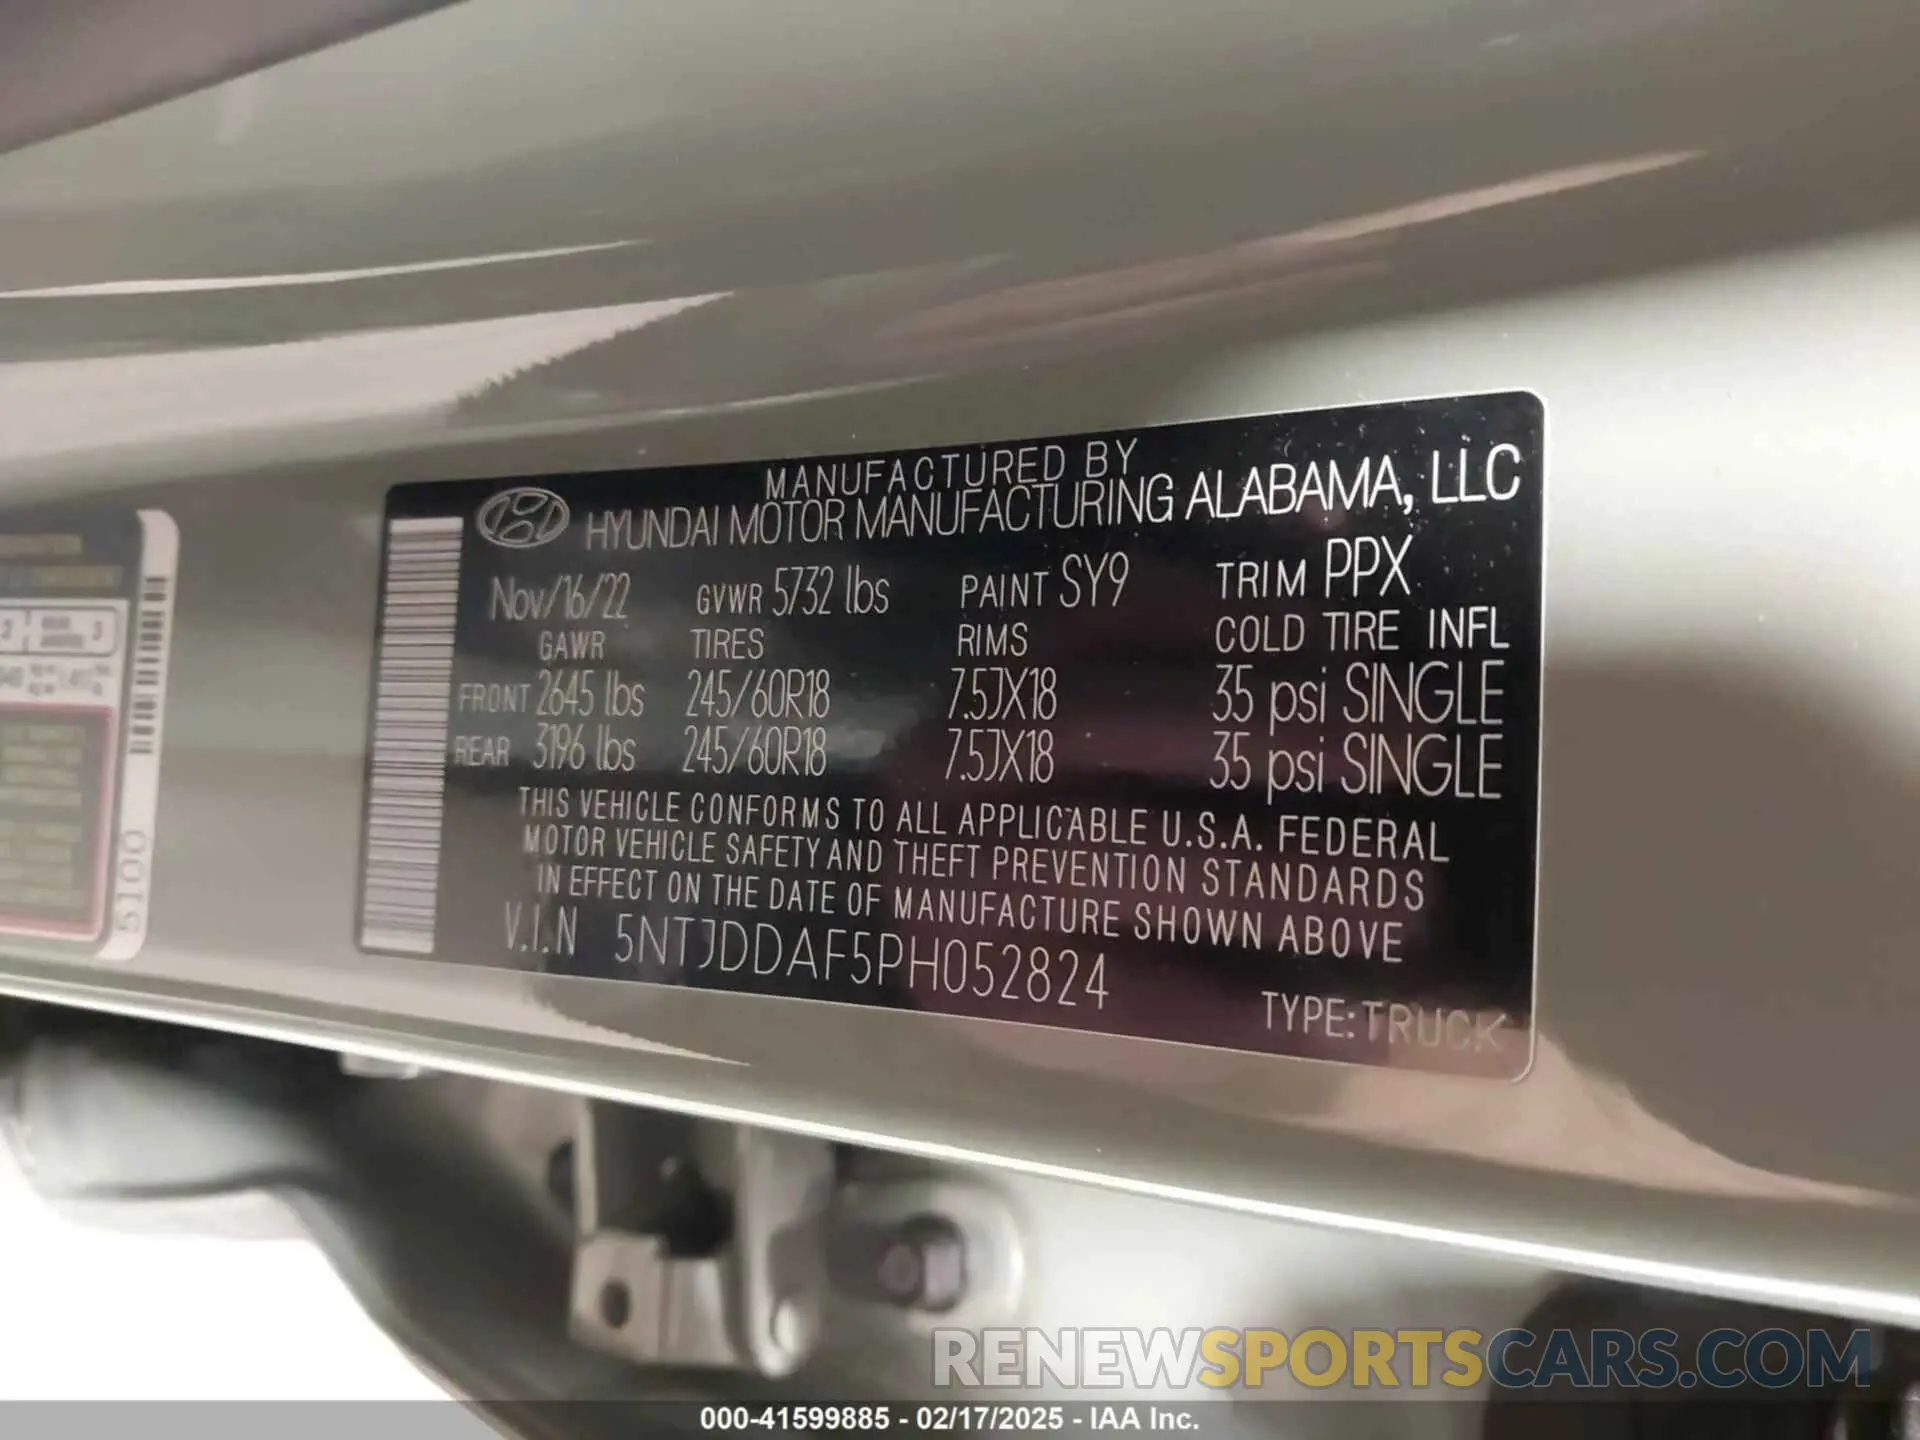 MANUFACTURED BY
HYUNDAI MOTOR MANUFACTURING ALABAMA, LLC
Nov/16/22 GVWR 5732 lbs PAINT SY9 TRIM PPX
GAWR TIRES RIMS COLD TIRE INFL
FRONT 2645 lbs 245/60R18 7.5JX18 35 psi SINGLE
REAR 3196 lbs 245/60R18 7.5JX18 35 psi SINGLE
THIS VEHICLE CONFORMS TO ALL APPLICABLE U.S.A. FEDERAL
MOTOR VEHICLE SAFETY AND THEFT PREVENTION STANDARDS
IN EFFECT ON THE DATE OF MANUFACTURE SHOWN ABOVE
V.I.N 5NTJDDAF5PH052824
TYPE:TRUCK
S100
RENEWSPORTSCARS.COM
000-41599885 - 02/17/2025 - IAA Inc.